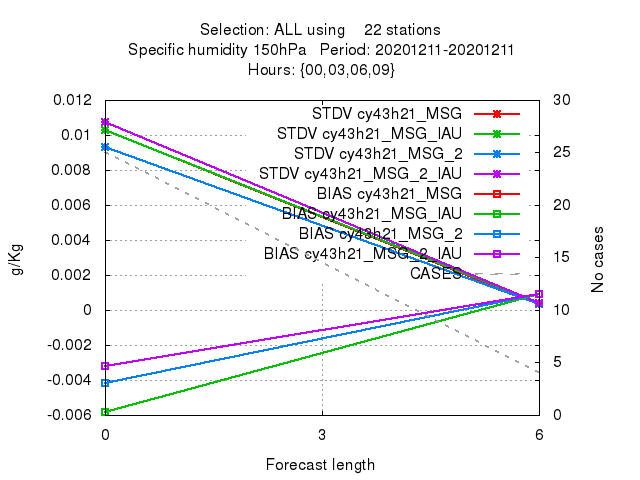 Selection: ALL using    22 stations
Specific humidity 150hPa   Period: 20201211-20201211
Hours: {00,03,06,09}
0.012
0.01
0.008
0.006
0.004
0.002
0
-0.002
-0.004
-0.006
g/Kg
STDV cy43h21_MSG
STDV cy43h21_MSG_IAU
STDV cy43h21_MSG_2
STDV cy43h21_MSG_2_IAU
BIAS cy43h21_MSG
BIAS cy43h21_MSG_IAU
BIAS cy43h21_MSG_2
BIAS cy43h21_MSG_2_IAU
CASES
30
25
20
15
10
5
0
No cases
0 3 6
Forecast length